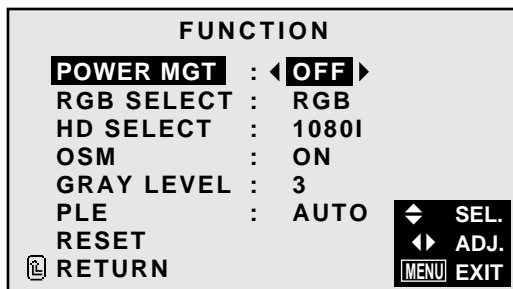 FUNCTION
POWER MGT : OFF
RGB SELECT : RGB
HD SELECT : 1080I
OSM : ON
GRAY LEVEL : 3
PLE : AUTO
RESET
RETURN
SEL.
ADJ.
MENU EXIT